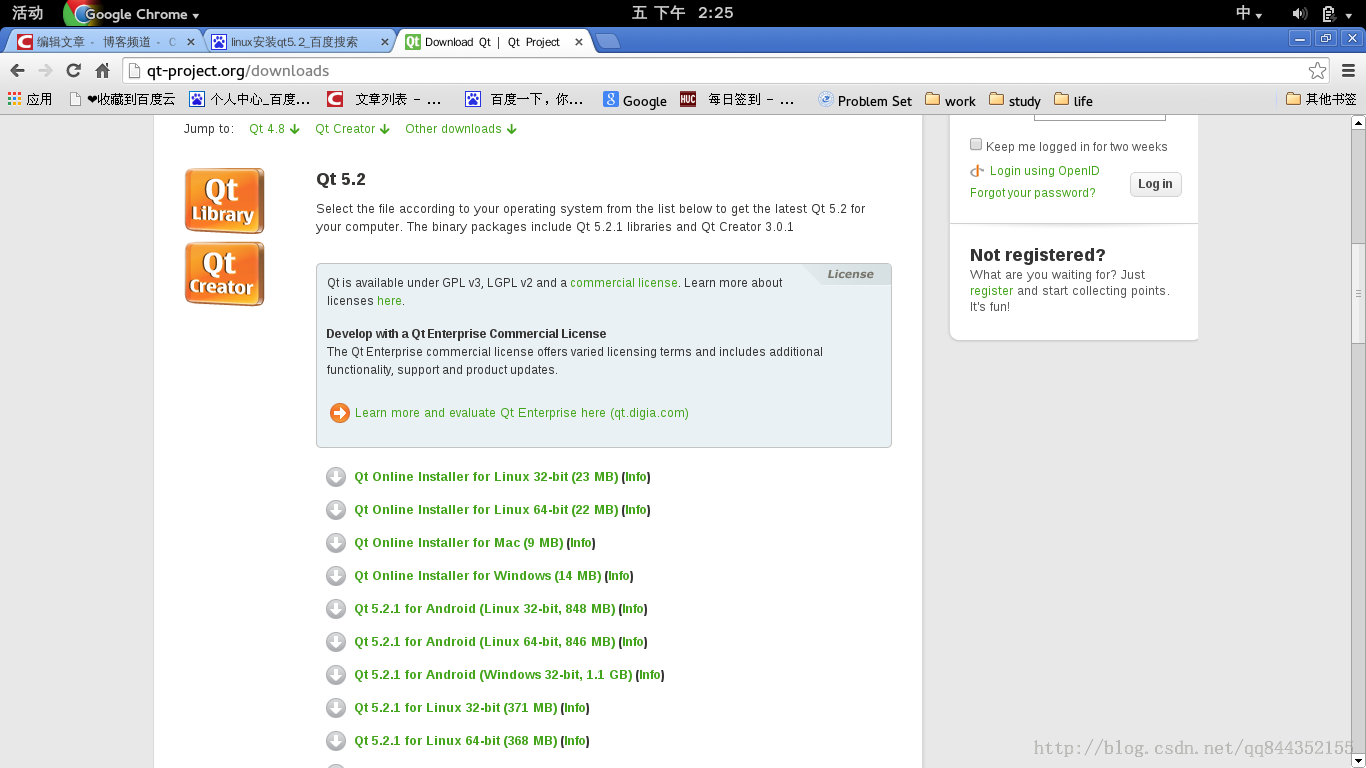 活动 Google Chrome 五 下午 2:25 中
编辑文章 - 博客频道 - C linux安装qt5.2_百度搜索 Download Qt | Qt Project
qt-project.org/downloads
应用 ❤收藏到百度云 个人中心_百度... 文章列表 - ... 百度一下，你... Google 每日签到 - ... Problem Set work study life 其他书签
Jump to: Qt 4.8 Qt Creator Other downloads
Qt Library
Qt Creator
Qt 5.2
Select the file according to your operating system from the list below to get the latest Qt 5.2 for
your computer. The binary packages include Qt 5.2.1 libraries and Qt Creator 3.0.1
License
Qt is available under GPL v3, LGPL v2 and a commercial license. Learn more about
licenses here.
Develop with a Qt Enterprise Commercial License
The Qt Enterprise commercial license offers varied licensing terms and includes additional
functionality, support and product updates.
Learn more and evaluate Qt Enterprise here (qt.digia.com)
Qt Online Installer for Linux 32-bit (23 MB) (Info)
Qt Online Installer for Linux 64-bit (22 MB) (Info)
Qt Online Installer for Mac (9 MB) (Info)
Qt Online Installer for Windows (14 MB) (Info)
Qt 5.2.1 for Android (Linux 32-bit, 848 MB) (Info)
Qt 5.2.1 for Android (Linux 64-bit, 846 MB) (Info)
Qt 5.2.1 for Android (Windows 32-bit, 1.1 GB) (Info)
Qt 5.2.1 for Linux 32-bit (371 MB) (Info)
Qt 5.2.1 for Linux 64-bit (368 MB) (Info)
Keep me logged in for two weeks
Login using OpenID
Forgot your password?
Log in
Not registered?
What are you waiting for? Just
register and start collecting points.
It's fun!
http://blog.csdn.net/qq844352155